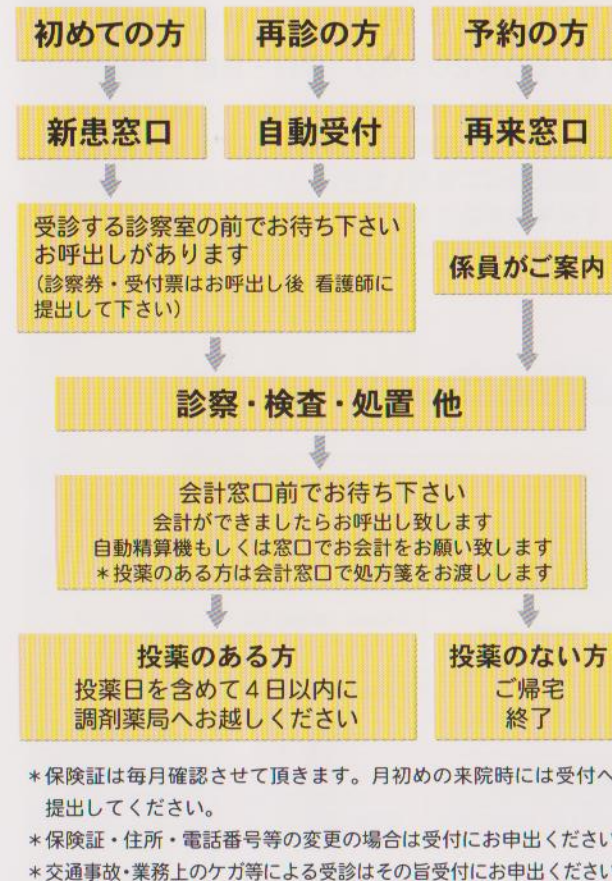 初めての方
再診の方
予約の方
新患窓口
自動受付
再来窓口
受診する診察室の前でお待ち下さい
お呼出しがあります
(診察券・受付票はお呼出し後 看護師に
提出して下さい)
係員がご案内
診察・検査・処置 他
会計窓口前でお待ち下さい
会計ができましたらお呼出し致します
自動精算機もしくは窓口でお会計をお願い致します
*投薬のある方は会計窓口で処方箋をお渡しします
投薬のある方
投薬日を含めて4日以内に
調剤薬局へお越しください
投薬のない方
ご帰宅
終了
*保険証は毎月確認させて頂きます。月初めの来院時には受付へ
提出してください。
*保険証・住所・電話番号等の変更の場合は受付にお申出ください
*交通事故・業務上のケガ等による受診はその旨受付にお申出ください